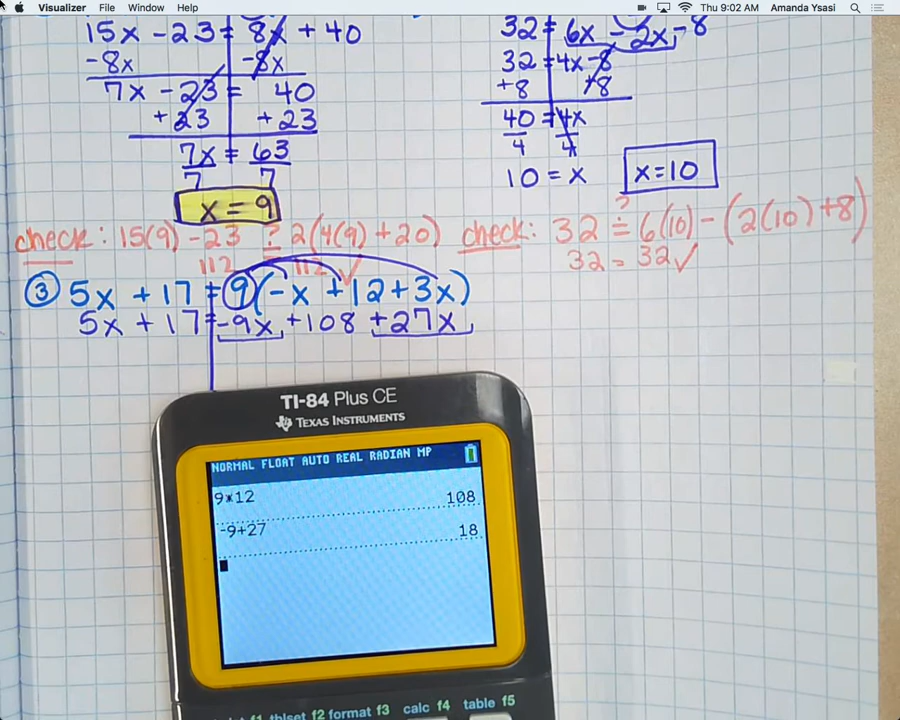 Visualizer File Window Help Thu 9:02 AM Amanda Ysasi
15x - 23 = 8x + 40
-8x -8x
7x - 23 = 40
+ 23 + 23
7x = 63
7 7
x = 9
32 = 6x - 2x - 8
32 = 4x - 8
+8 +8
40 = 4x
4 4
10 = x x = 10
check: 15(9) - 23 ≟ 2(4(9) + 20)
112 = 112 ✓
check: 32 ≟ 6(10) - (2(10) + 8)
32 = 32 ✓
③ 5x + 17 = 9(-x + 12 + 3x)
5x + 17 = -9x + 108 + 27x
TI-84 Plus CE
TEXAS INSTRUMENTS
NORMAL FLOAT AUTO REAL RADIAN MP
9*12
108
-9+27
18
tblset f2 format f3 calc f4 table f5